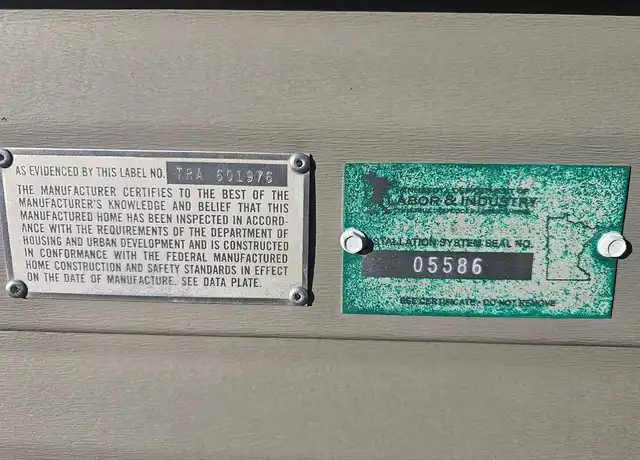 AS EVIDENCED BY THIS LABEL NO. TRA 501976
THE MANUFACTURER CERTIFIES TO THE BEST OF THE
MANUFACTURER'S KNOWLEDGE AND BELIEF THAT THIS
MANUFACTURED HOME HAS BEEN INSPECTED IN ACCORD-
ANCE WITH THE REQUIREMENTS OF THE DEPARTMENT OF
HOUSING AND URBAN DEVELOPMENT AND IS CONSTRUCTED
IN CONFORMANCE WITH THE FEDERAL MANUFACTURED
HOME CONSTRUCTION AND SAFETY STANDARDS IN EFFECT
ON THE DATE OF MANUFACTURE. SEE DATA PLATE.
OF
LABOR & INDUSTRY
SYSTEM SEAL NO.
05586
SEE CERTIFICATE - DO NOT REMOVE